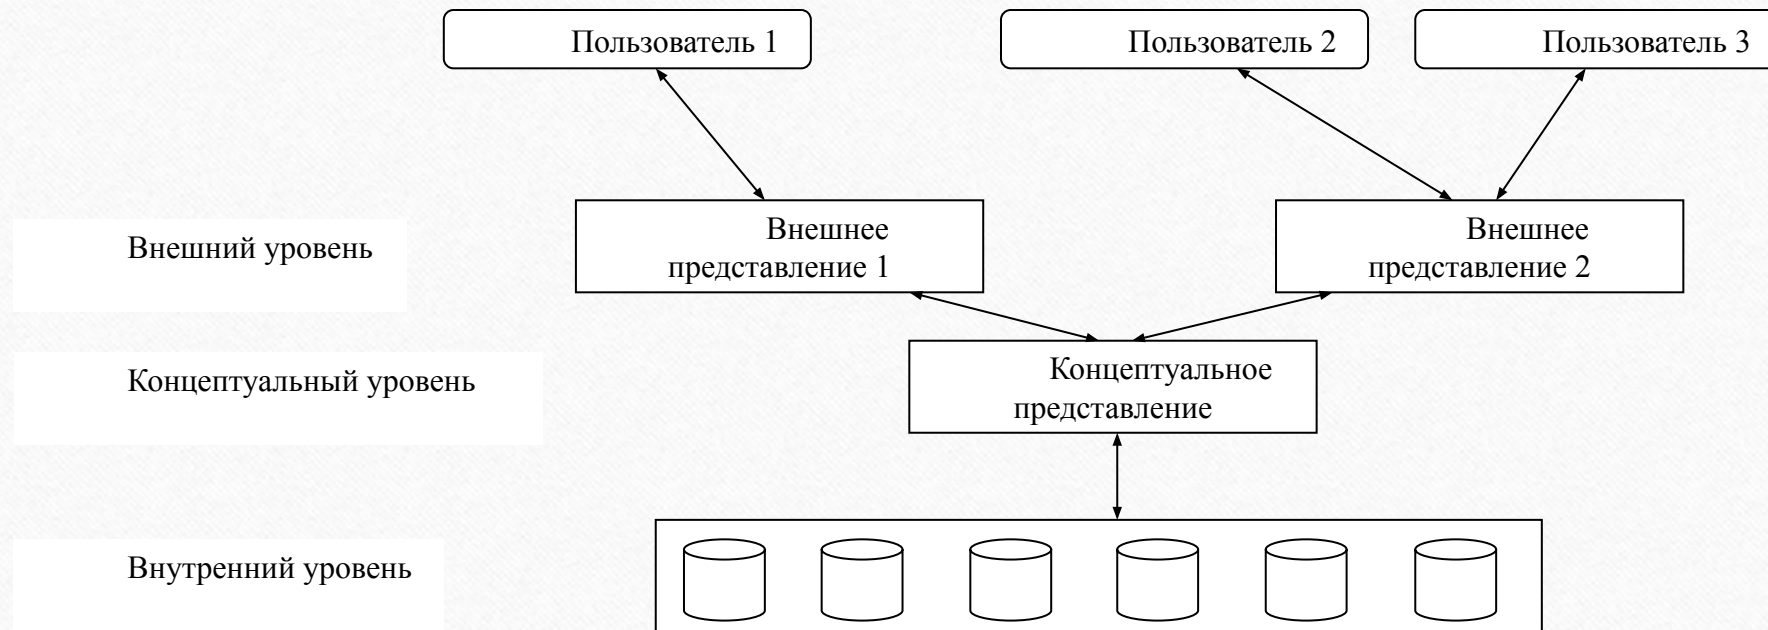 Пользователь 1
Пользователь 2
Пользователь 3
Внешний уровень
Внешнее
представление 1
Внешнее
представление 2
Концептуальный уровень
Концептуальное
представление
Внутренний уровень